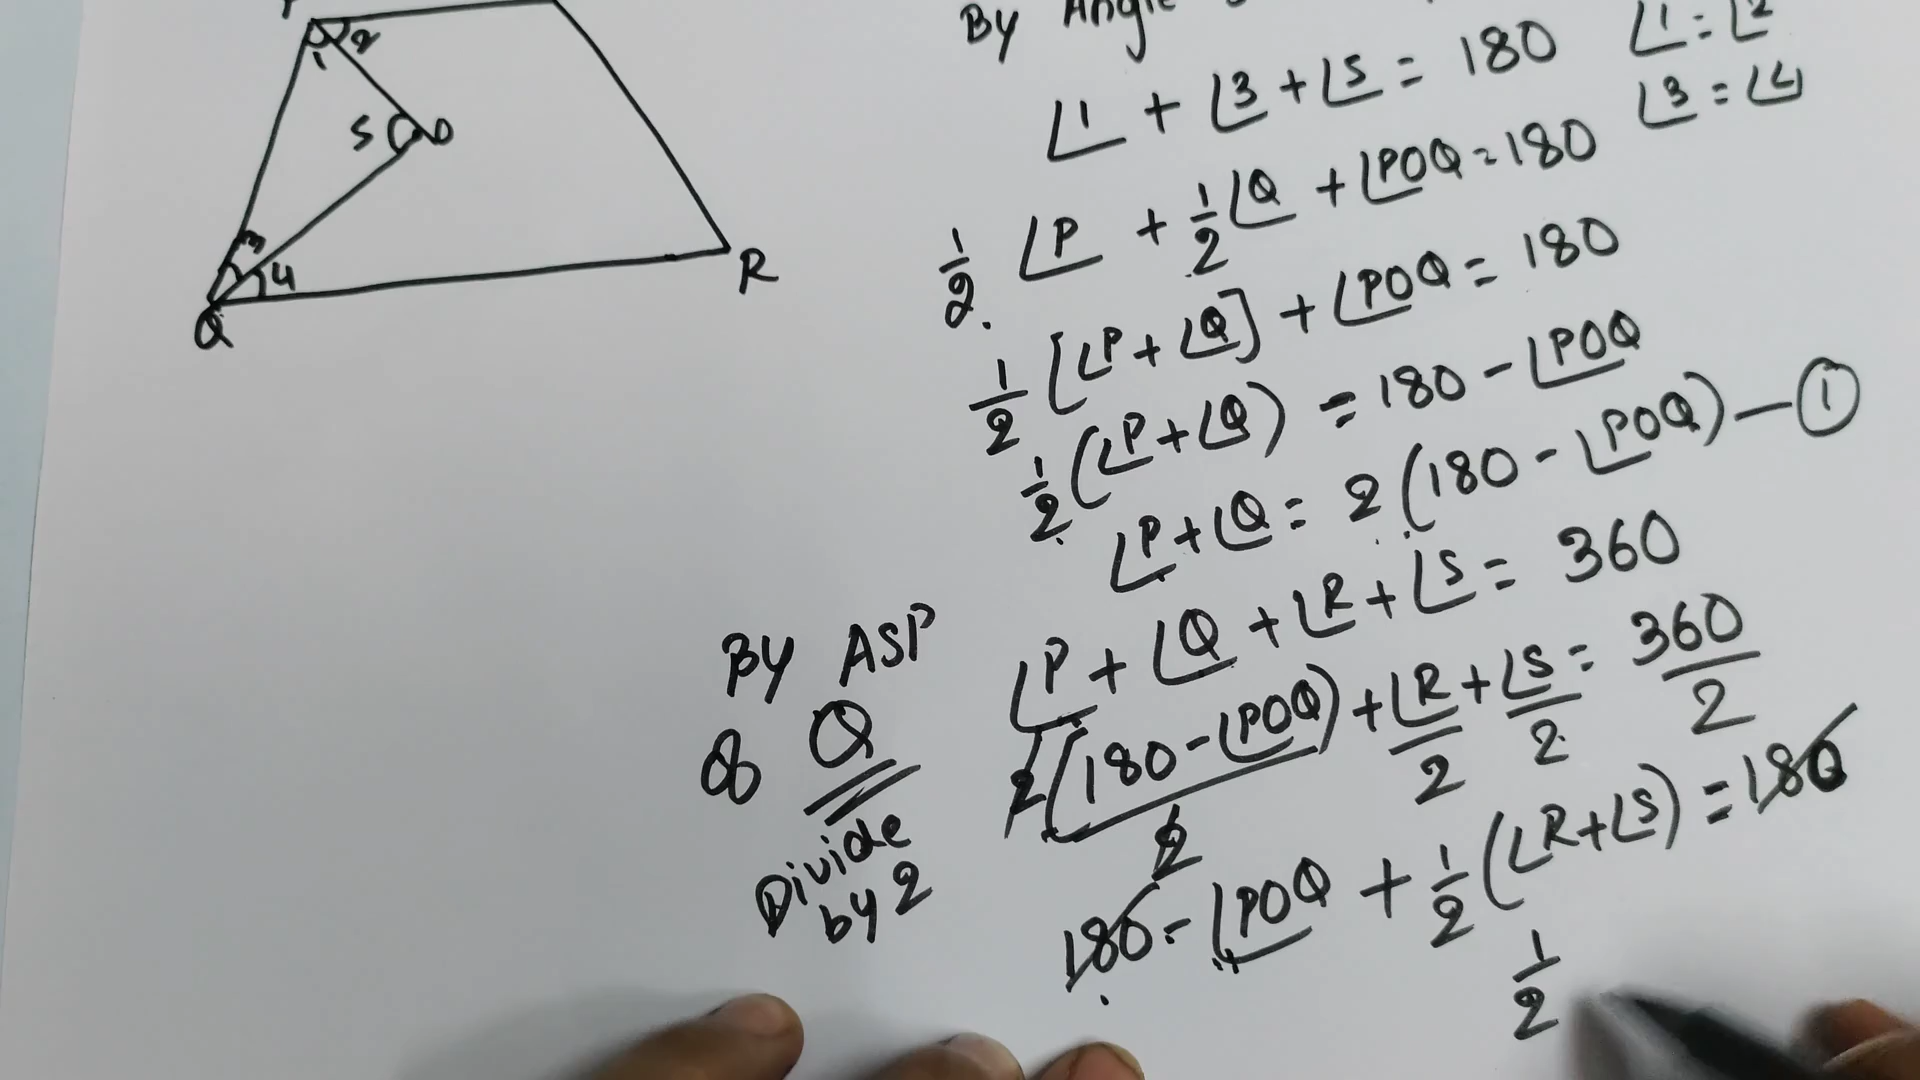 By Angle
∠1 + ∠3 + ∠5 = 180
∠1 = ∠2
∠3 = ∠4
1/2 ∠P + 1/2 ∠Q + ∠POQ = 180
1/2 [∠P + ∠Q] + ∠POQ = 180
1/2 (∠P + ∠Q) = 180 - ∠POQ
∠P + ∠Q = 2 (180 - ∠POQ) — ①
By ASP
of Q
Divide
by 2
∠P + ∠Q + ∠R + ∠S = 360
2(180 - ∠POQ)/2 + ∠R/2 + ∠S/2 = 360/2
180 - ∠POQ + 1/2 (∠R + ∠S) = 180
1/2
P
1
2
5
O
3
4
Q
R